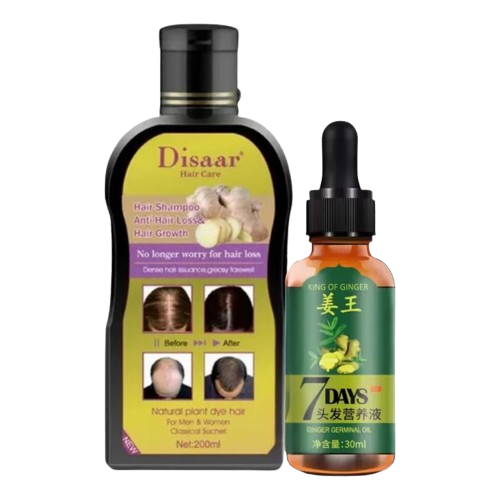 Disaar®
Hair Care
Hair Shampoo
Anti-Hair Loss&
Hair Growth
No longer worry for hair loss
Dense hair issuance,greasy farewell
Before
After
Natural plant dye hair
For Men & Women
Classical Sachet
Net:200ml
NEW
KING OF GINGER
姜王
7 DAYS
头发营养液
GINGER GERMINAL OIL
净含量:30ml